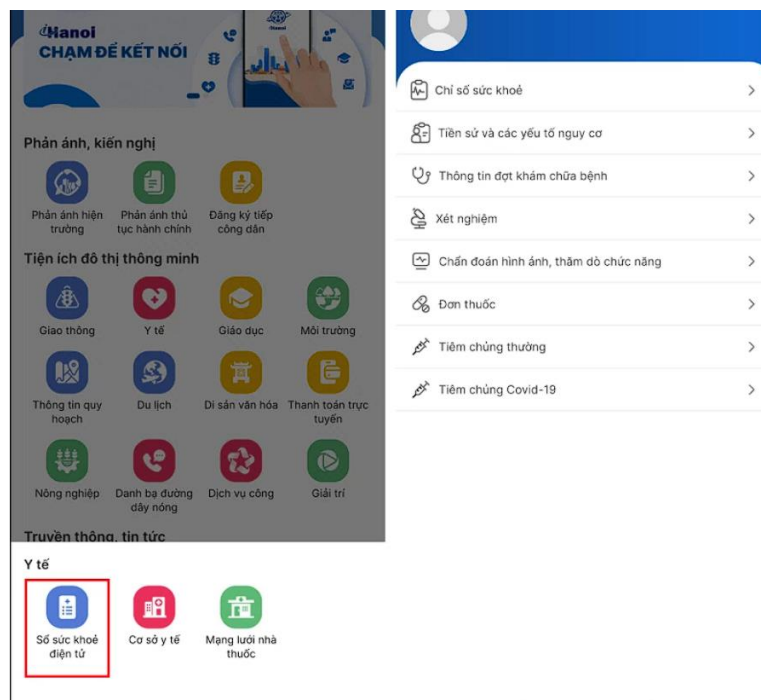 iHanoi
CHẠM ĐỂ KẾT NỐI
iHanoi
Phản ánh, kiến nghị
Phản ánh hiện
trường
Phản ánh thủ
tục hành chính
Đăng ký tiếp
công dân
Tiện ích đô thị thông minh
Giao thông
Y tế
Giáo dục
Môi trường
Thông tin quy
hoạch
Du lịch
Di sản văn hóa
Thanh toán trực
tuyến
Nông nghiệp
Danh bạ đường
dây nóng
Dịch vụ công
Giải trí
Truyền thông, tin tức
Y tế
Sổ sức khoẻ
điện tử
Cơ sở y tế
Mạng lưới nhà
thuốc
Chỉ số sức khoẻ
Tiền sử và các yếu tố nguy cơ
Thông tin đợt khám chữa bệnh
Xét nghiệm
Chẩn đoán hình ảnh, thăm dò chức năng
Đơn thuốc
Tiêm chủng thường
Tiêm chủng Covid-19